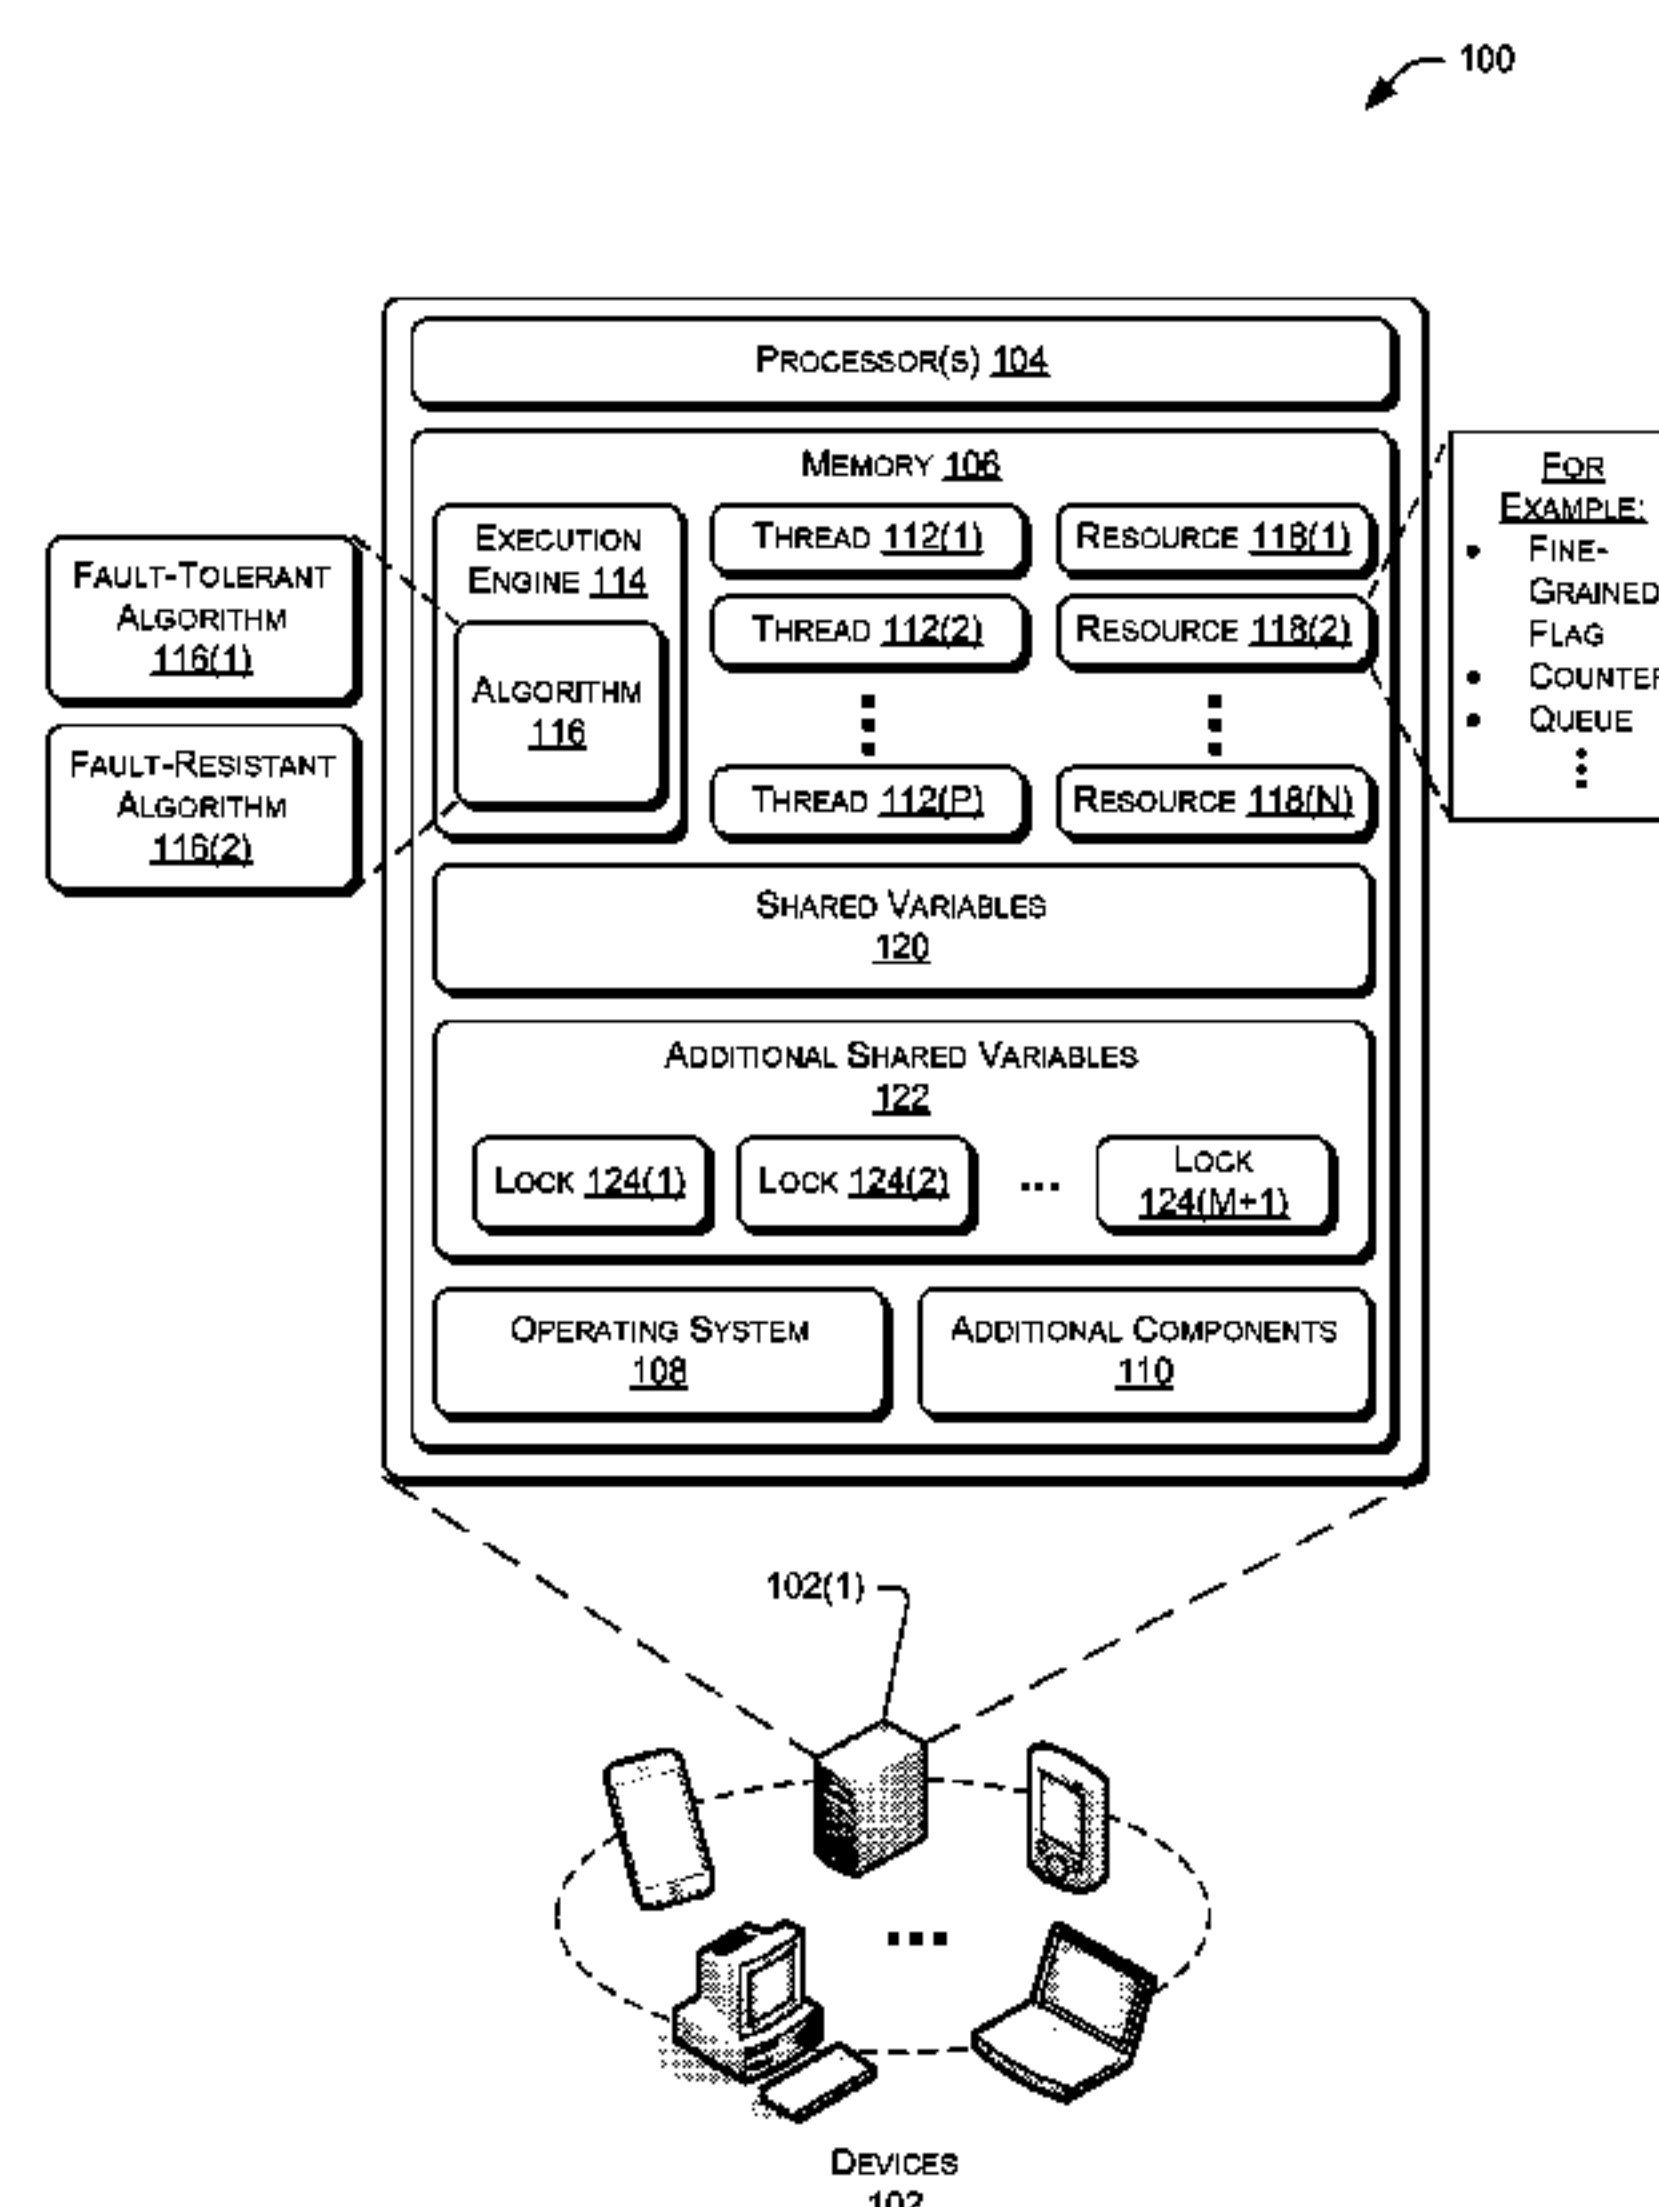 100
PROCESSOR(S) 104
MEMORY 106
EXECUTION
ENGINE 114
ALGORITHM
116
FAULT-TOLERANT
ALGORITHM
116(1)
FAULT-RESISTANT
ALGORITHM
116(2)
THREAD 112(1)
THREAD 112(2)
THREAD 112(P)
RESOURCE 118(1)
RESOURCE 118(2)
RESOURCE 118(N)
FOR
EXAMPLE:
• FINE-
GRAINED
FLAG
• COUNTER
• QUEUE
SHARED VARIABLES
120
ADDITIONAL SHARED VARIABLES
122
LOCK 124(1)
LOCK 124(2)
...
LOCK
124(M+1)
OPERATING SYSTEM
108
ADDITIONAL COMPONENTS
110
102(1)
...
DEVICES
102